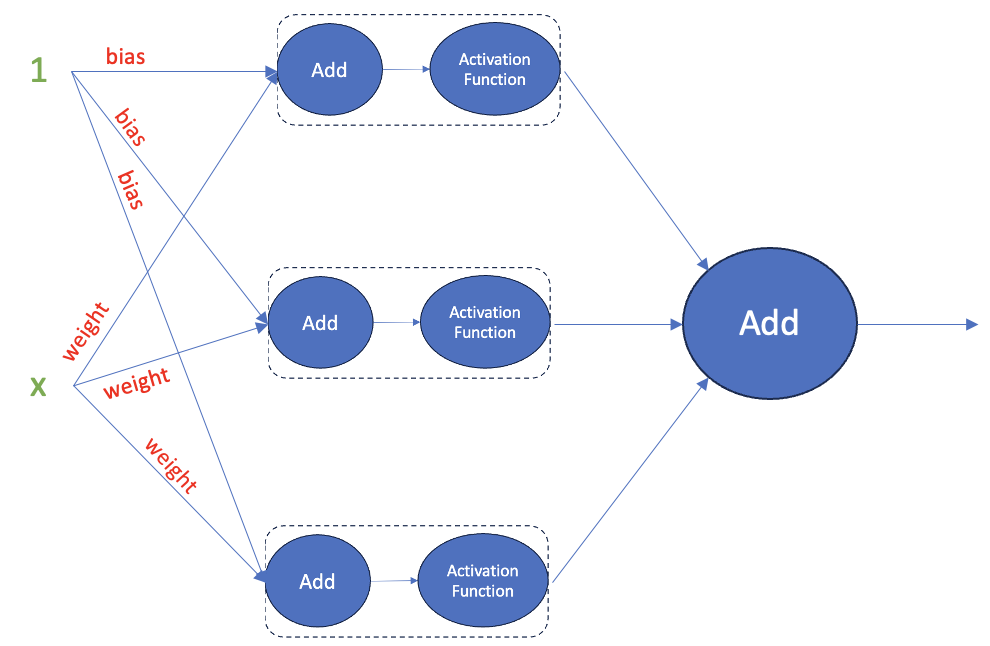 1
bias
Add
Activation
Function
bias
bias
weight
Add
Activation
Function
Add
x
weight
weight
Add
Activation
Function